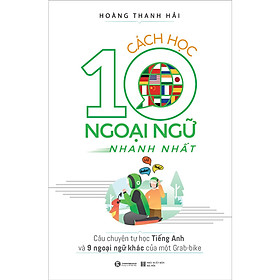 HOÀNG THANH HẢI
CÁCH HỌC
10
NGOẠI NGỮ
NHANH NHẤT
Câu chuyện tự học Tiếng Anh
và 9 ngoại ngữ khác của một Grab-bike